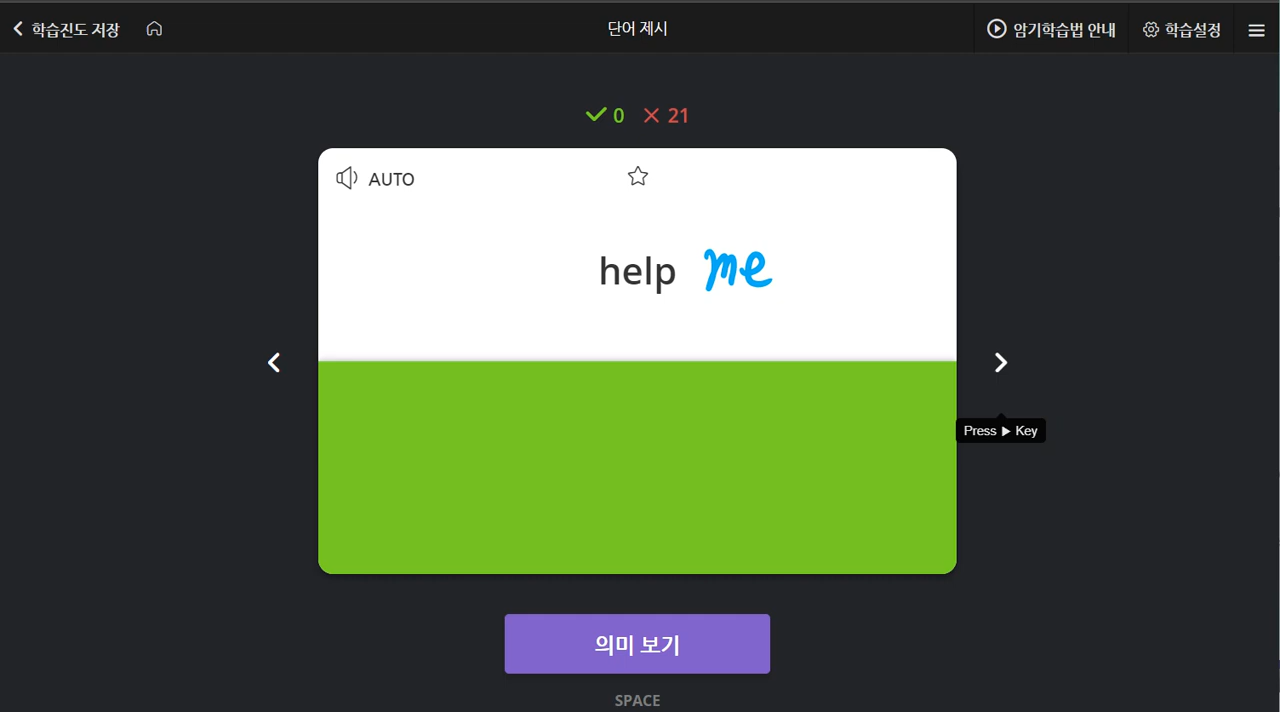 학습진도 저장
단어 제시
암기학습법 안내
학습설정
0
21
AUTO
help me
Press ▶ Key
의미 보기
SPACE